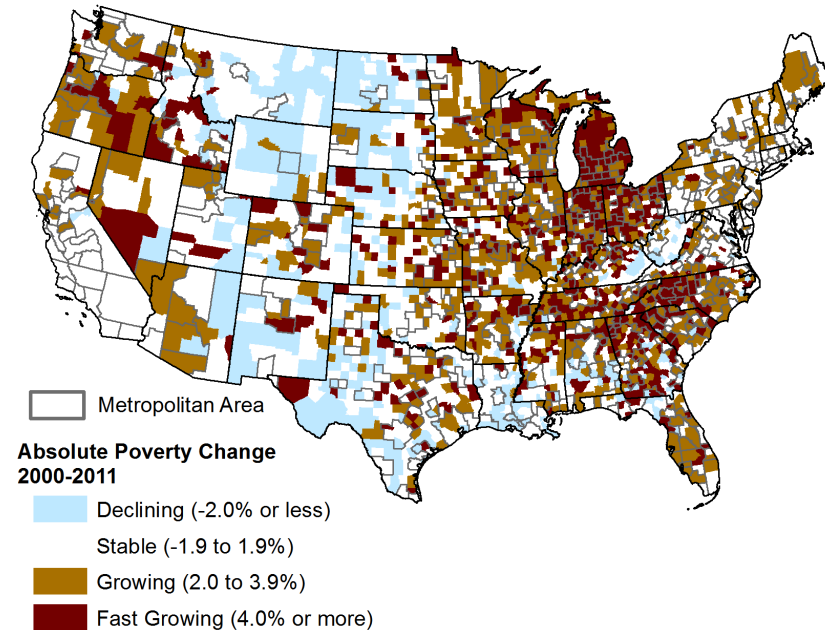 Metropolitan Area
Absolute Poverty Change
2000-2011
Declining (-2.0% or less)
Stable (-1.9 to 1.9%)
Growing (2.0 to 3.9%)
Fast Growing (4.0% or more)